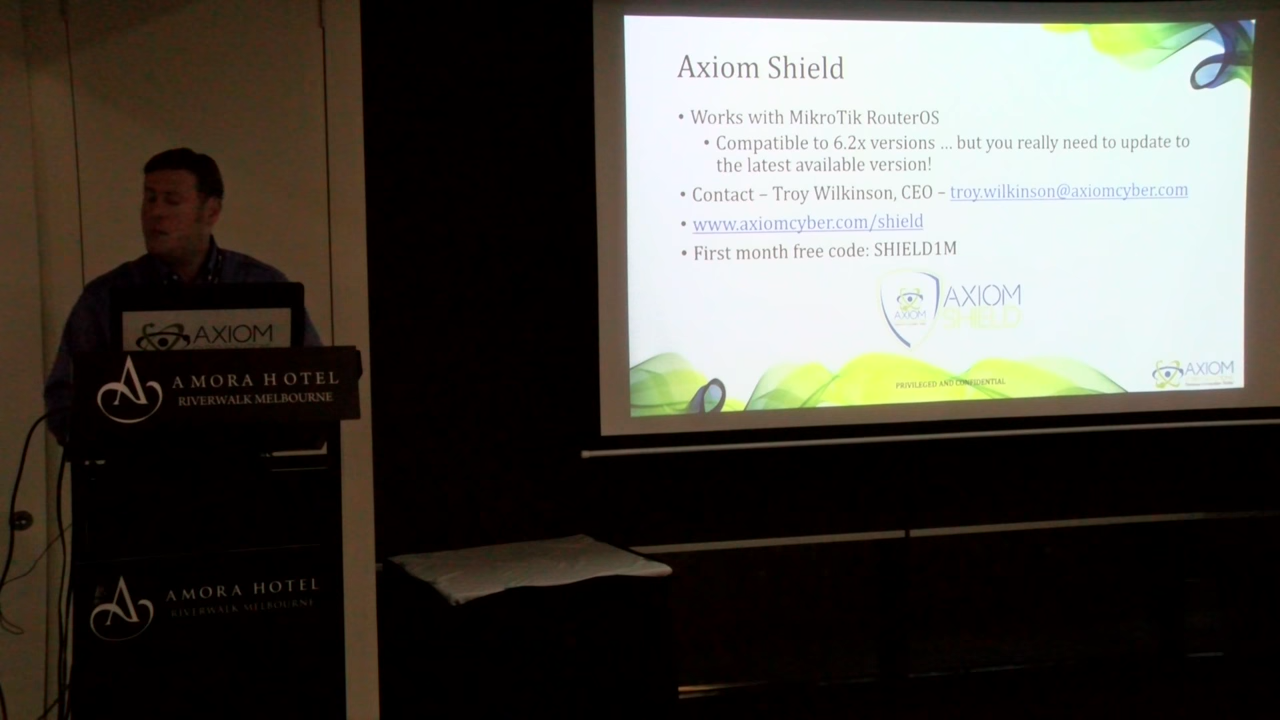 Axiom Shield
• Works with MikroTik RouterOS
• Compatible to 6.2x versions ... but you really need to update to
the latest available version!
• Contact – Troy Wilkinson, CEO – troy.wilkinson@axiomcyber.com
• www.axiomcyber.com/shield
• First month free code: SHIELD1M
AXIOM
AXIOM
SHIELD
PRIVILEGED AND CONFIDENTIAL
AXIOM
AXIOM
AMORA HOTEL
RIVERWALK MELBOURNE
AMORA HOTEL
RIVERWALK MELBOURNE